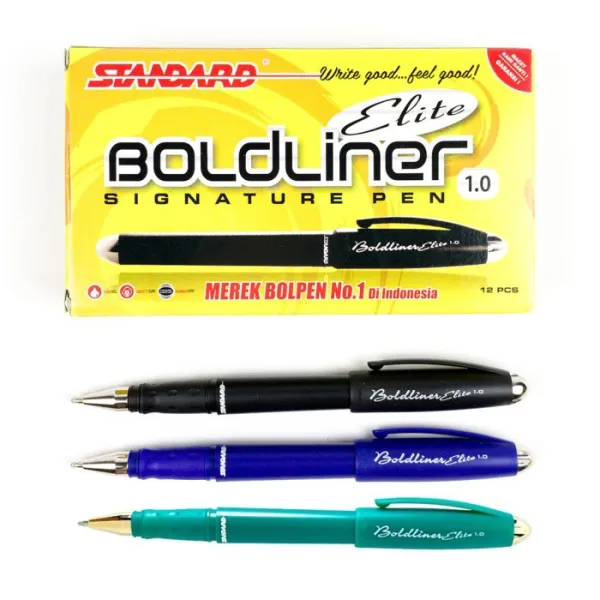 STANDARD®
Write good...feel good!
Elite
BOLDLINER
SIGNATURE PEN 1.0
STANDARD
BoldlinerElite 1.0
MEREK BOLPEN No.1 Di Indonesia
12 PCS
STANDARD
BoldlinerElite 1.0
STANDARD
BoldlinerElite 1.0
STANDARD
BoldlinerElite 1.0